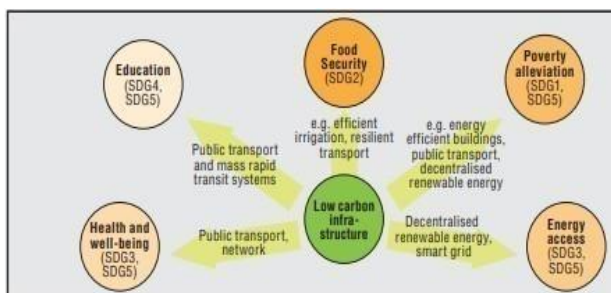 Education
(SDG4,
SDG5)
Food
Security
(SDG2)
Poverty
alleviation
(SDG1,
SDG5)
Public transport
and mass rapid
transit systems
e.g. efficient
irrigation, resilient
transport
e.g. energy
efficient buildings,
public transport,
decentralised
renewable energy
Health and
well-being
(SDG3,
SDG5)
Public transport,
network
Low carbon
infra-
structure
Decentralised
renewable energy,
smart grid
Energy
access
(SDG3,
SDG5)